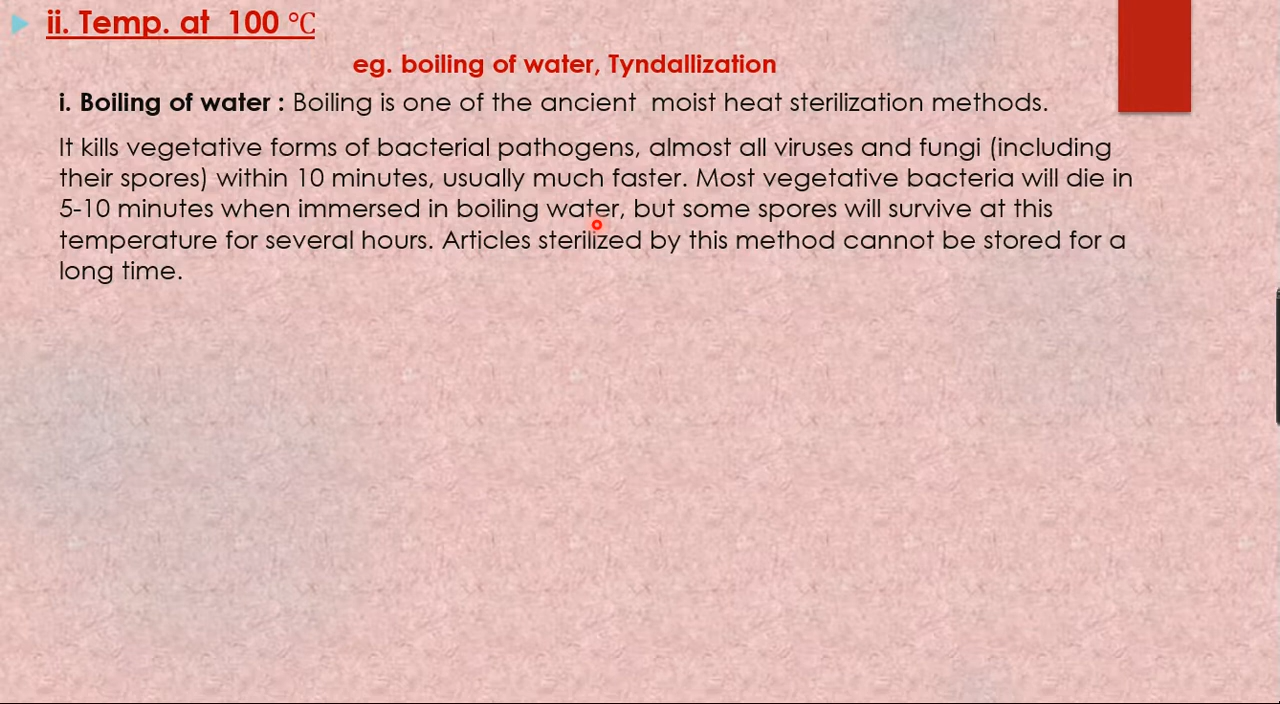 ii. Temp. at 100 ℃
eg. boiling of water, Tyndallization
i. Boiling of water : Boiling is one of the ancient moist heat sterilization methods.
It kills vegetative forms of bacterial pathogens, almost all viruses and fungi (including
their spores) within 10 minutes, usually much faster. Most vegetative bacteria will die in
5-10 minutes when immersed in boiling water, but some spores will survive at this
temperature for several hours. Articles sterilized by this method cannot be stored for a
long time.